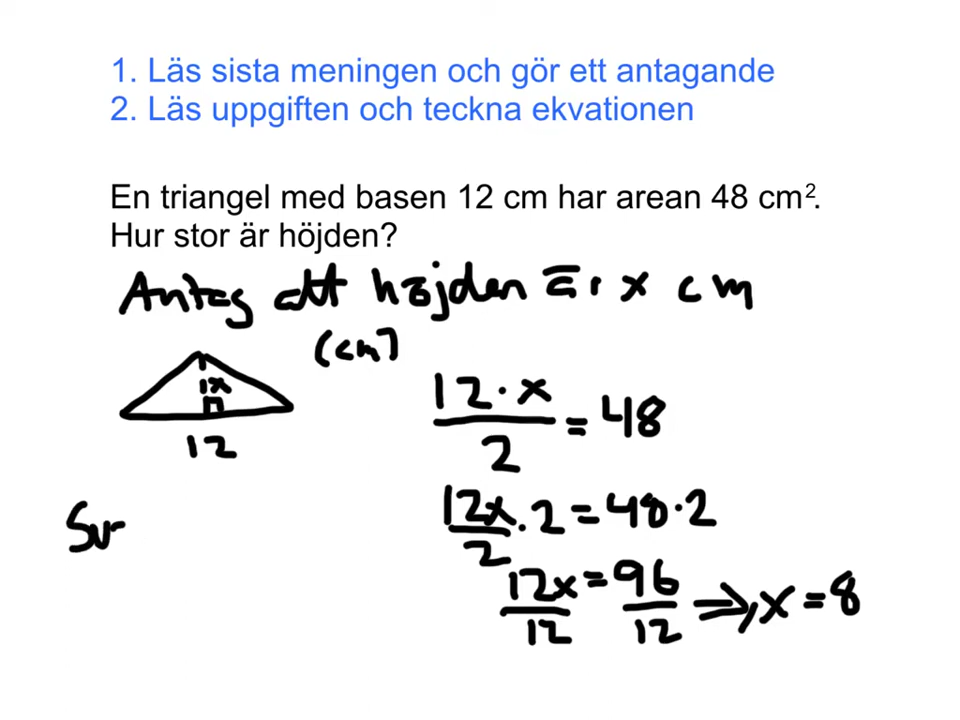 1. Läs sista meningen och gör ett antagande
2. Läs uppgiften och teckna ekvationen
En triangel med basen 12 cm har arean 48 cm².
Hur stor är höjden?
Antag att höjden är x cm
(cm)
x
12
12 · x / 2 = 48
12x / 2 · 2 = 48 · 2
12x / 12 = 96 / 12 ⇒ x = 8
Sv